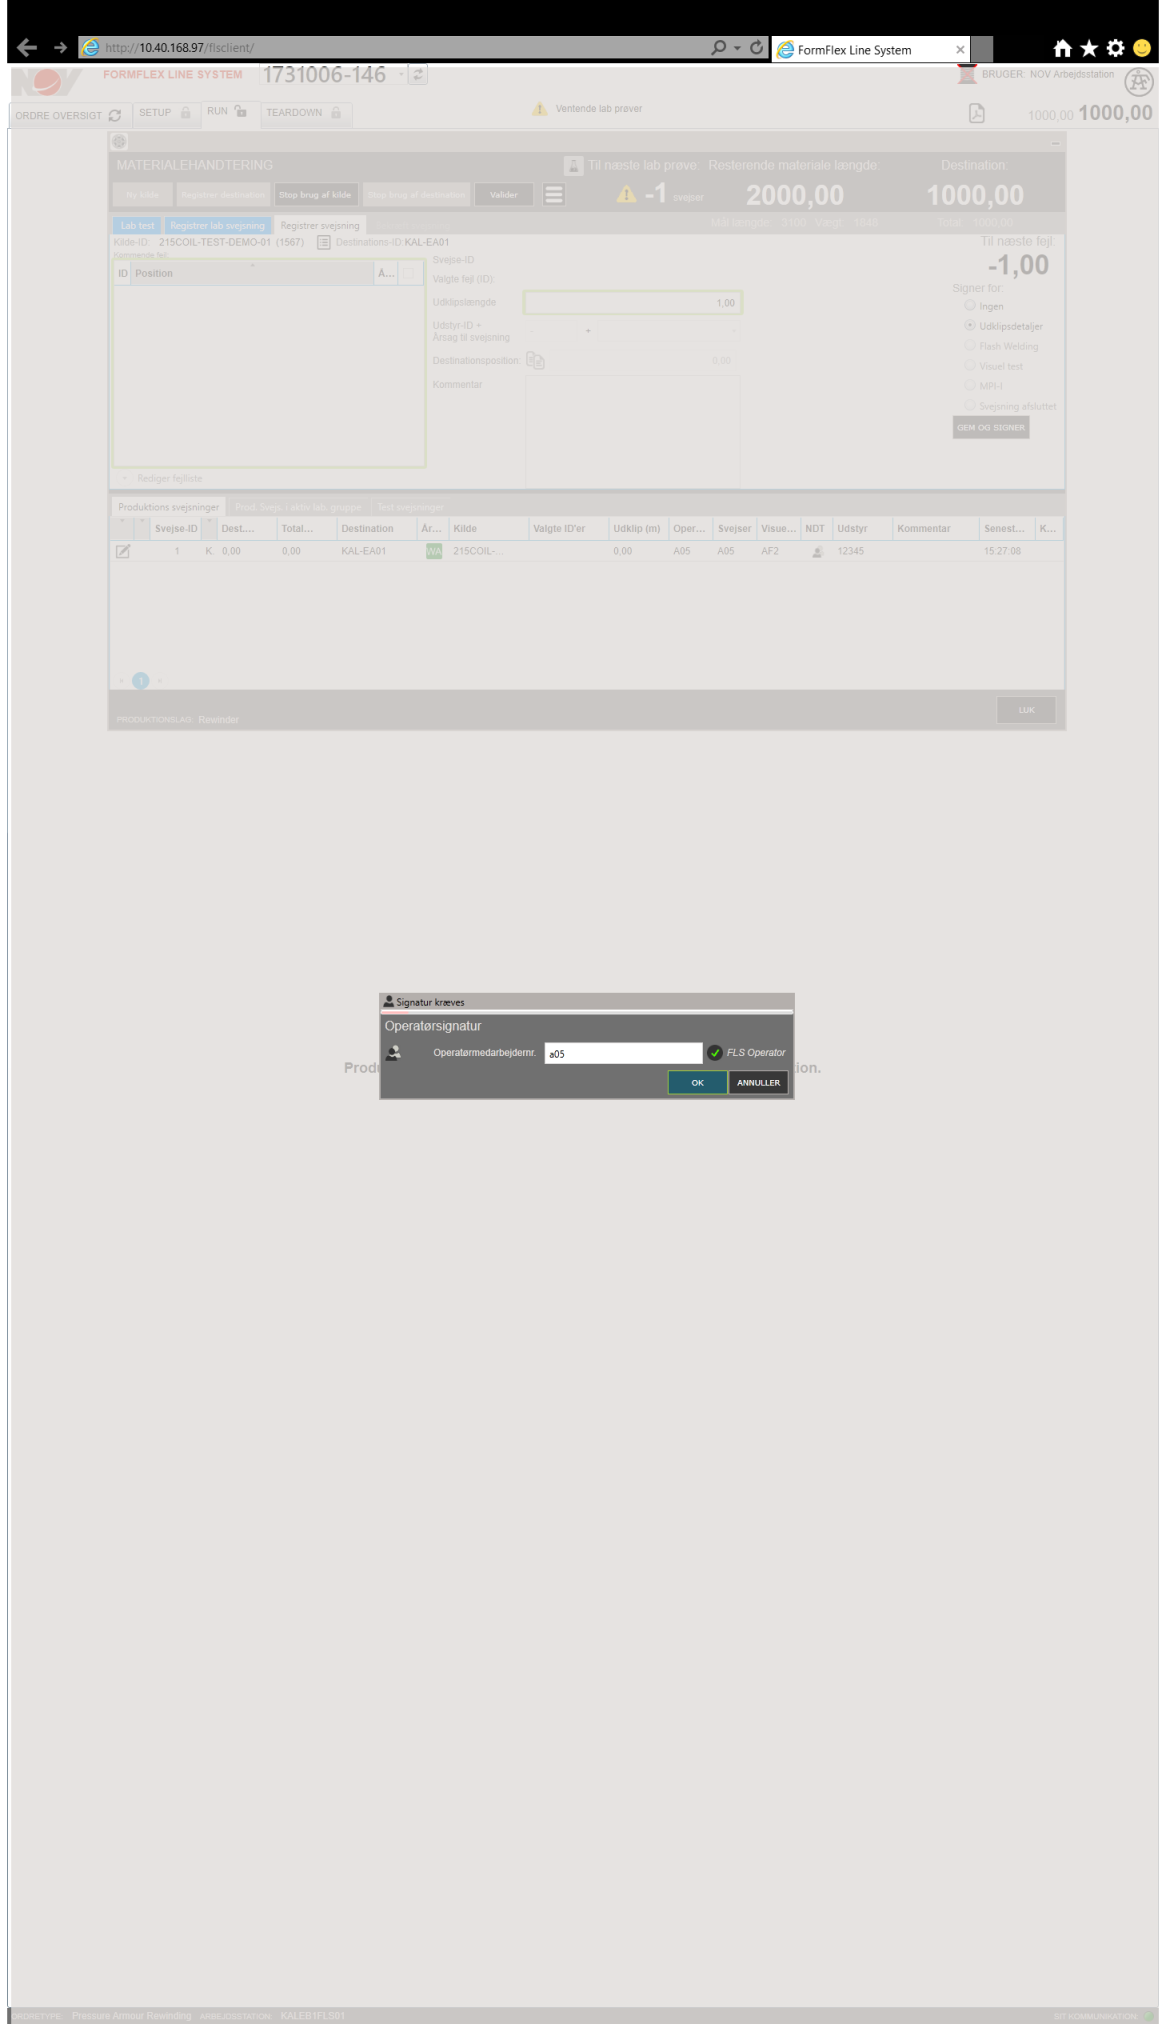 http://10.40.168.97/fisclient/
FormFlex Line System
NOV FORMFLEX LINE SYSTEM 1731006-146 BRUGER: NOV Arbejdsstation
ORDRE OVERSIGT SETUP RUN TEARDOWN Ventende lab prøver 1000,00 1000,00
MATERIALEHANDTERING Til næste lab prøve: Resterende materiale længde: Destination:
Ny kilde Registrer destination Stop brug af kilde Stop brug af destination Valider -1 svejser 2000,00 1000,00
Lab test Registrer lab svejsning Registrer svejsning
Kilde-ID: 215COIL-TEST-DEMO-01 (1567) Destinations-ID: KAL-EA01 Til næste fejl:
Kommende fejl
-1,00
ID Position Å...
Svejse-ID
Valgte fejl (ID):
Udklipslængde 1,00
Udstyr-ID +
Årsag til svejsning
- + -
Destinationsposition: 0,00
Kommentar
Signer for:
Ingen
Udklipsdetaljer
Flash Welding
Visuel test
MPI-I
Svejsning afsluttet
GEM OG SIGNER
+ Rediger fejlliste
Produktions svejsninger Prod. Svejs. i aktiv lab. gruppe Test svejsninger
Svejse-ID Dest.... Total... Destination År... Kilde Valgte ID'er Udklip (m) Oper... Svejser Visue... NDT Udstyr Kommentar Senest... K...
1 K. 0,00 0,00 KAL-EA01 WA 215COIL-... 0,00 A05 A05 AF2 12345 15:27:08
1
PRODUKTIONSLAG: Rewinder LUK
Signatur kræves
Operatørsignatur
Operatørmedarbejdernr. a05 FLS Operator
Prod
ion.
OK ANNULLER
ORDRETYPE: Pressure Armour Rewinding ARBEJDSSTATION: KALEB1FLS01 SIT KOMMUNIKATION: